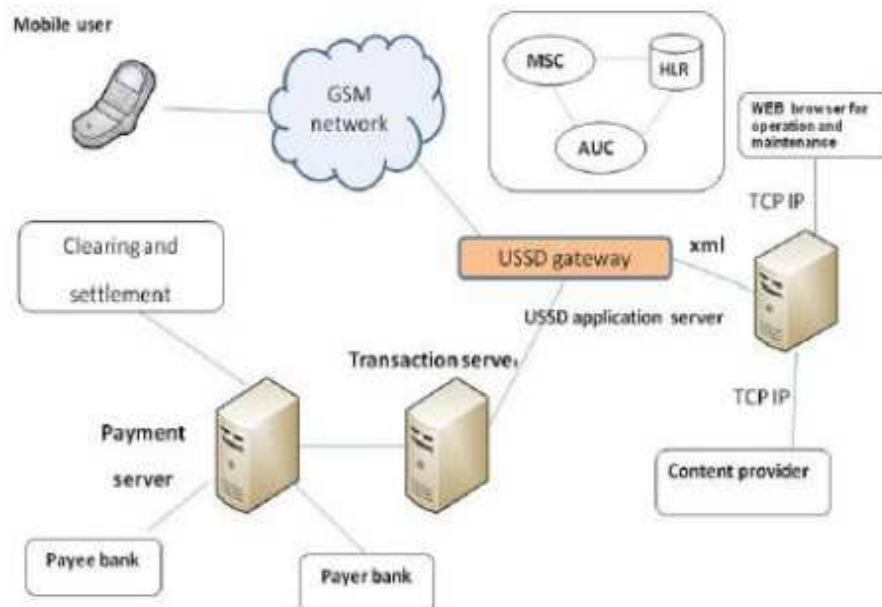 Mobile user
GSM
network
MSC
HLR
AUC
WEB browser for
operation and
maintenance
TCP IP
Clearing and
settlement
USSD gateway
xml
USSD application server
Transaction server
TCP IP
Payment
server
Content provider
Payee bank
Payer bank